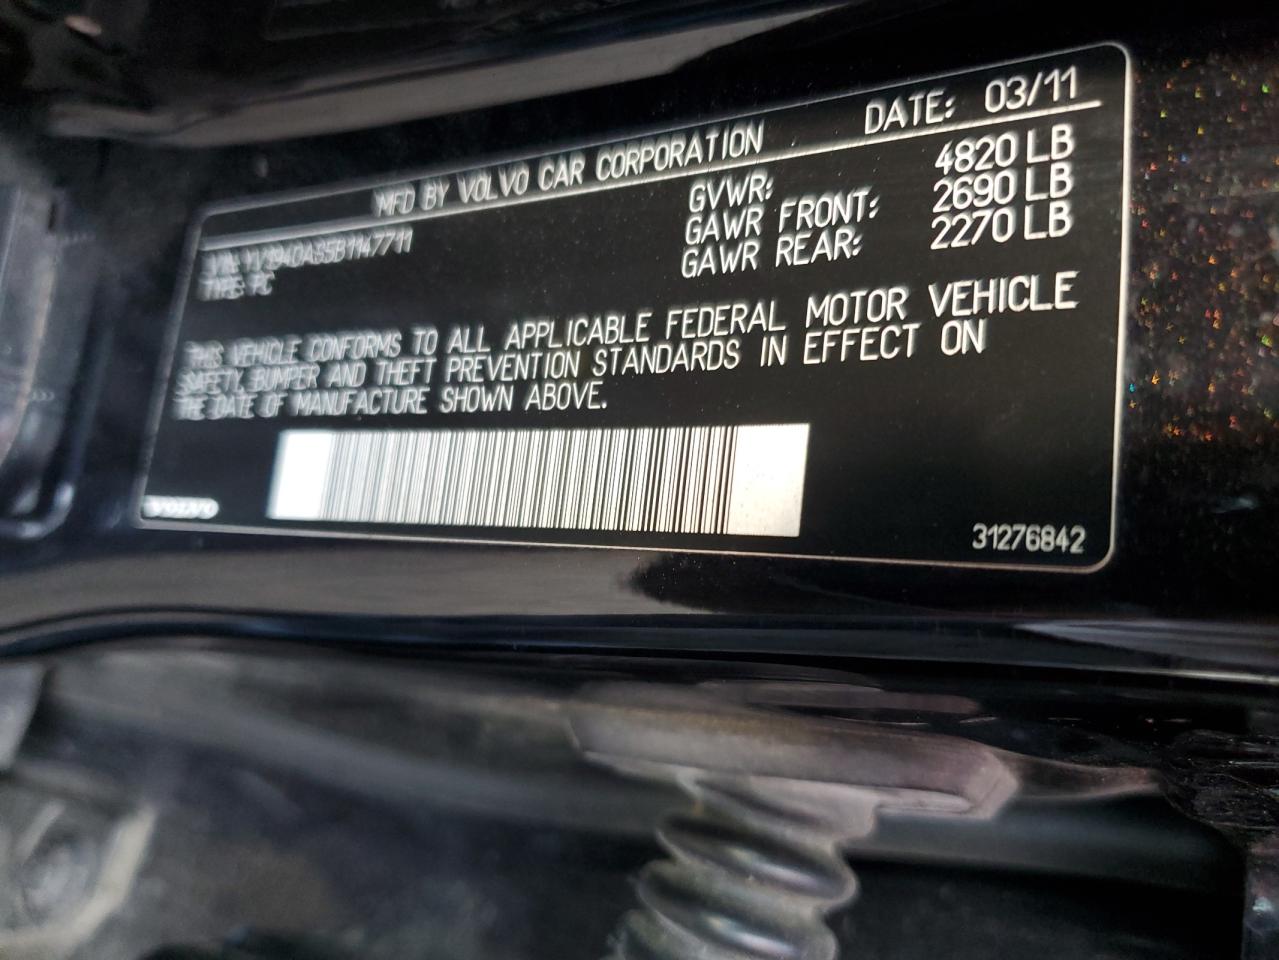 DATE: 03/11
MFD BY VOLVO CAR CORPORATION
VIN: YV1940AS5B1147711
TYPE: PC
GVWR: 4820 LB
GAWR FRONT: 2690 LB
GAWR REAR: 2270 LB
THIS VEHICLE CONFORMS TO ALL APPLICABLE FEDERAL MOTOR VEHICLE
SAFETY, BUMPER AND THEFT PREVENTION STANDARDS IN EFFECT ON
THE DATE OF MANUFACTURE SHOWN ABOVE.
VOLVO
31276842